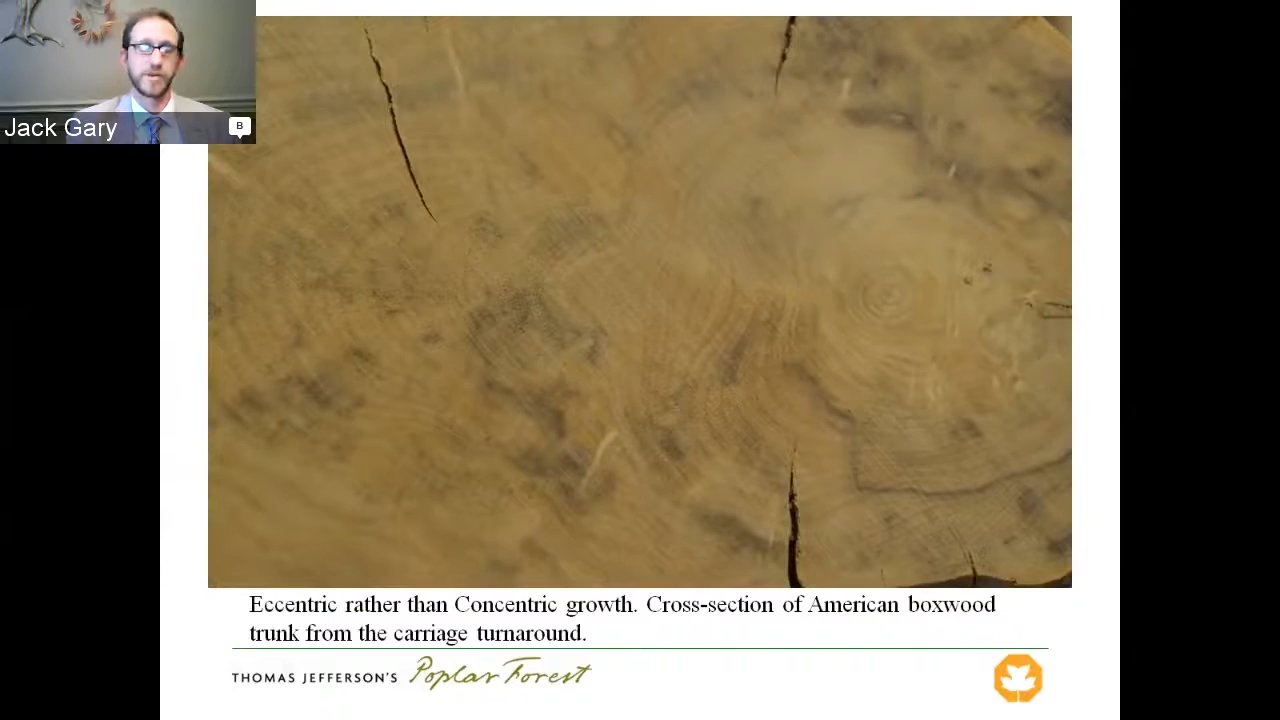 Jack Gary
B
Eccentric rather than Concentric growth. Cross-section of American boxwood
trunk from the carriage turnaround.
THOMAS JEFFERSON'S Poplar Forest